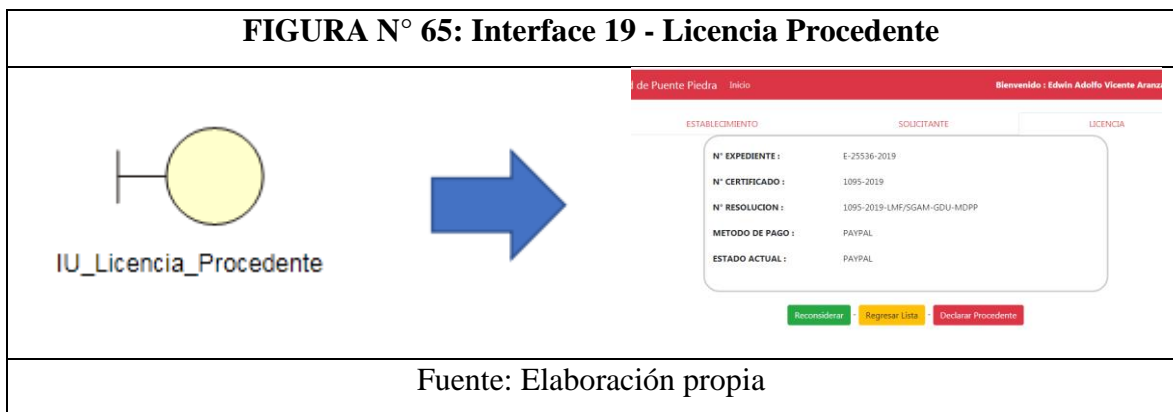 FIGURA N° 65: Interface 19 - Licencia Procedente
d de Puente Piedra Inicio Bienvenido : Edwin Adolfo Vicente Aranza
ESTABLECIMIENTO SOLICITANTE LICENCIA
N° EXPEDIENTE : E-25536-2019
N° CERTIFICADO : 1095-2019
N° RESOLUCION : 1095-2019-LMF/SGAM-GDU-MDPP
METODO DE PAGO : PAYPAL
ESTADO ACTUAL : PAYPAL
IU_Licencia_Procedente
Reconsiderar - Regresar Lista - Declarar Procedente
Fuente: Elaboración propia